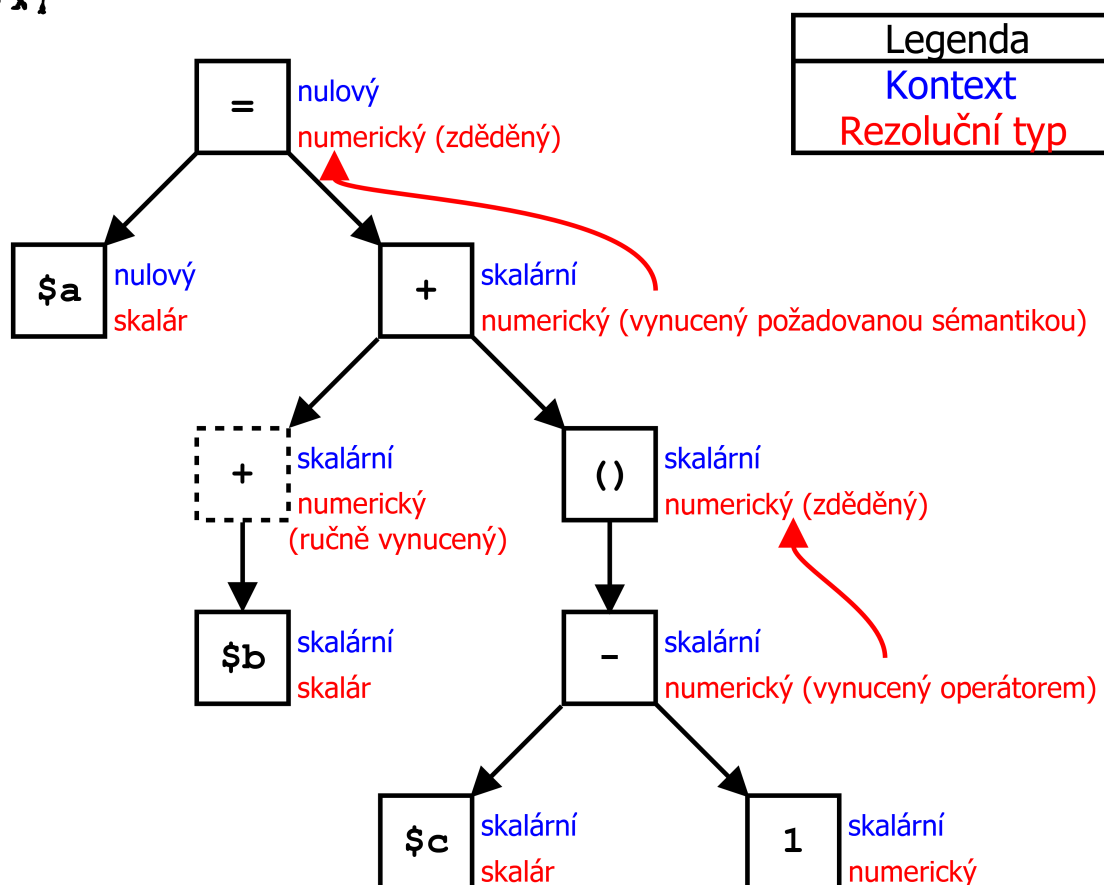 Legenda
Kontext
Rezoluční typ
=
nulový
numerický (zděděný)
$a
nulový
skalár
+
skalární
numerický (vynucený požadovanou sémantikou)
+
skalární
numerický
(ručně vynucený)
()
skalární
numerický (zděděný)
$b
skalární
skalár
-
skalární
numerický (vynucený operátorem)
$c
skalární
skalár
1
skalární
numerický